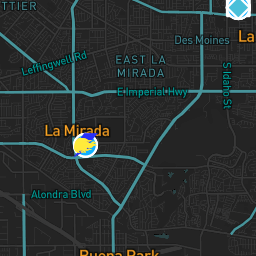 TTIER
Des Moines
La
Leffingwell Rd
EAST LA
MIRADA
E Imperial Hwy
S Idaho St
La Mirada
Alondra Blvd
Buena Park